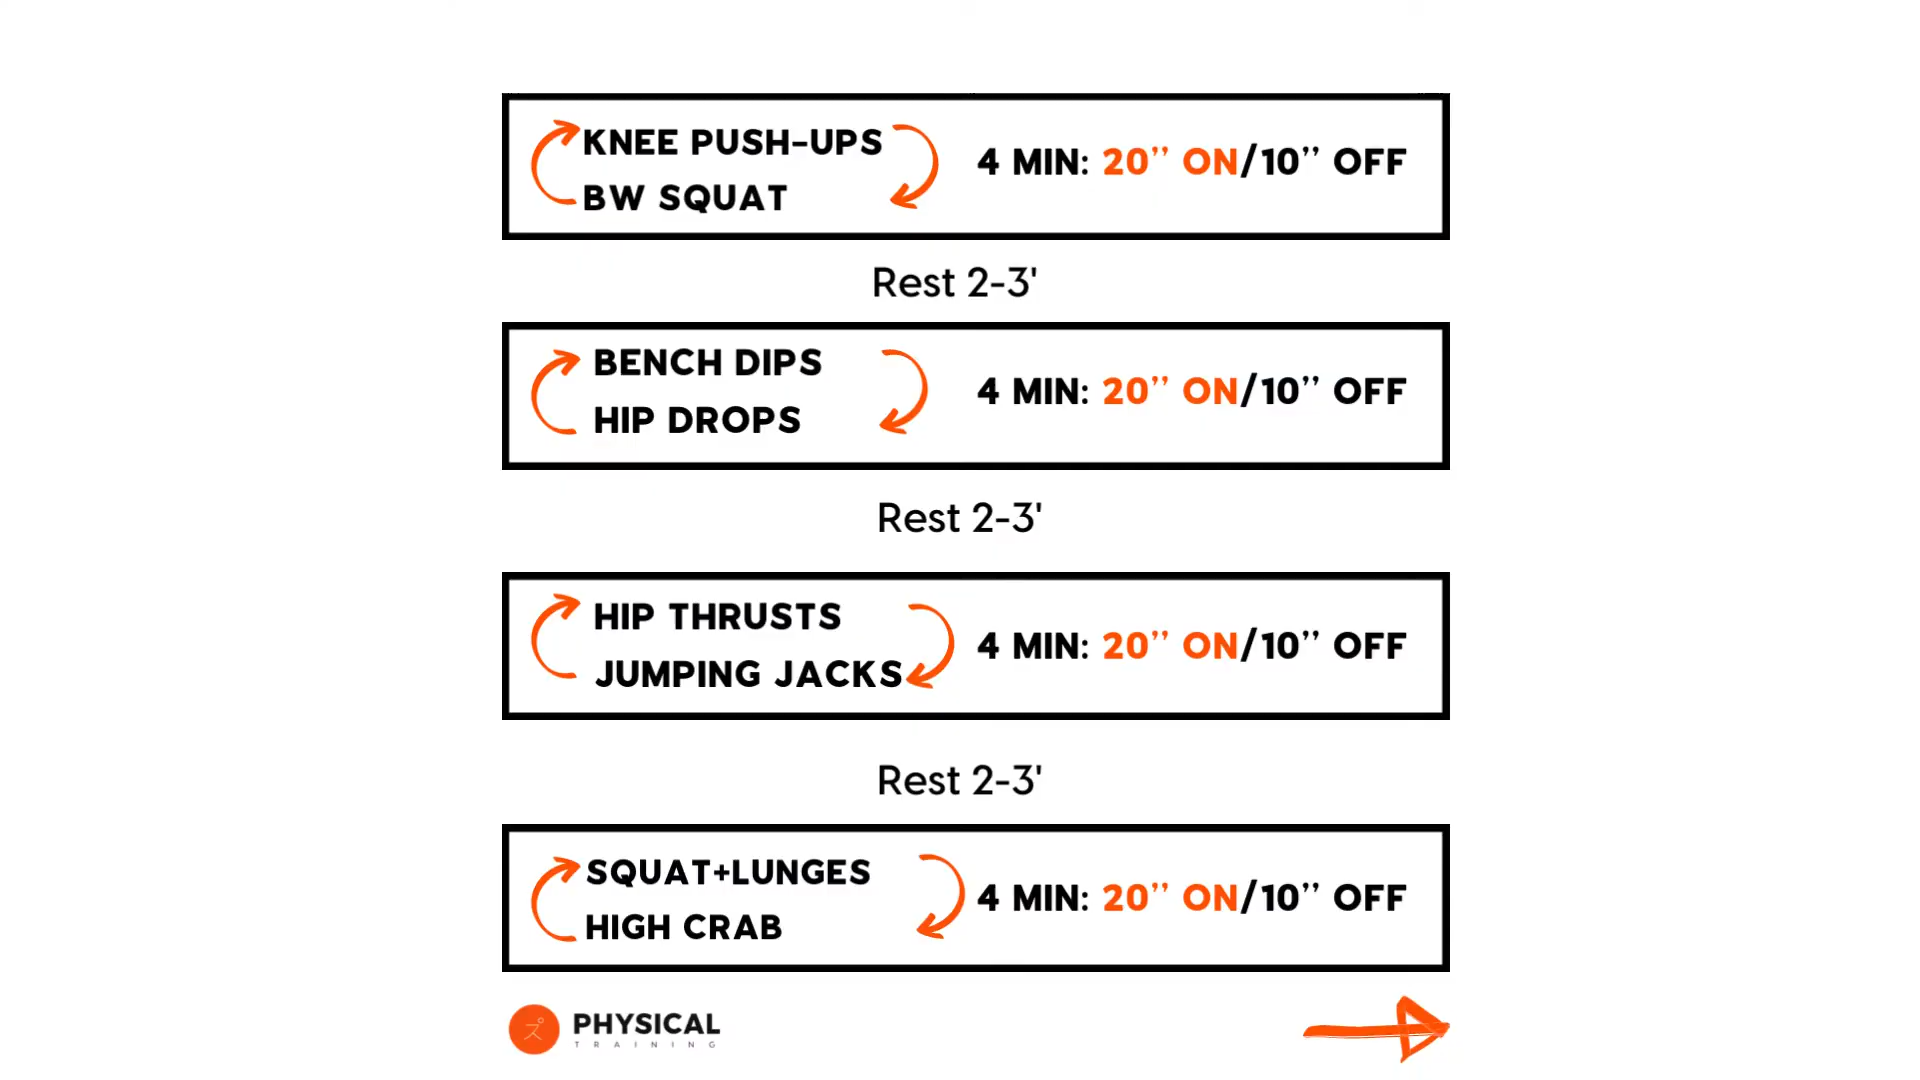 KNEE PUSH-UPS
BW SQUAT
4 MIN: 20’’ ON/10’’ OFF
Rest 2-3'
BENCH DIPS
HIP DROPS
4 MIN: 20’’ ON/10’’ OFF
Rest 2-3'
HIP THRUSTS
JUMPING JACKS
4 MIN: 20’’ ON/10’’ OFF
Rest 2-3'
SQUAT+LUNGES
HIGH CRAB
4 MIN: 20’’ ON/10’’ OFF
PHYSICAL
TRAINING